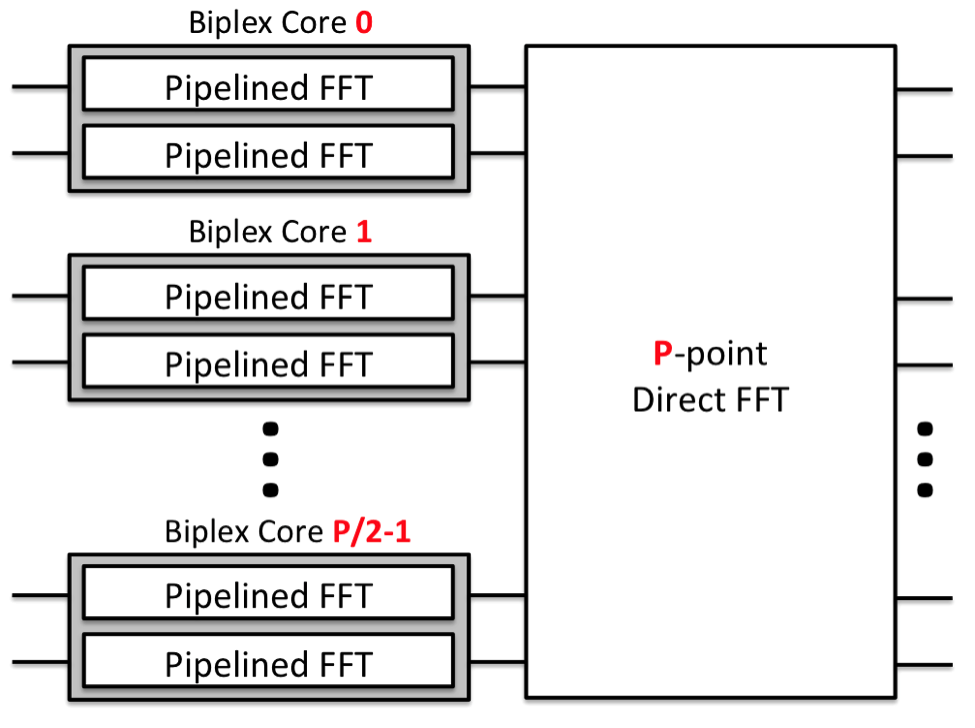 Biplex Core 0
Pipelined FFT
Pipelined FFT
Biplex Core 1
Pipelined FFT
Pipelined FFT
P-point
Direct FFT
Biplex Core P/2-1
Pipelined FFT
Pipelined FFT